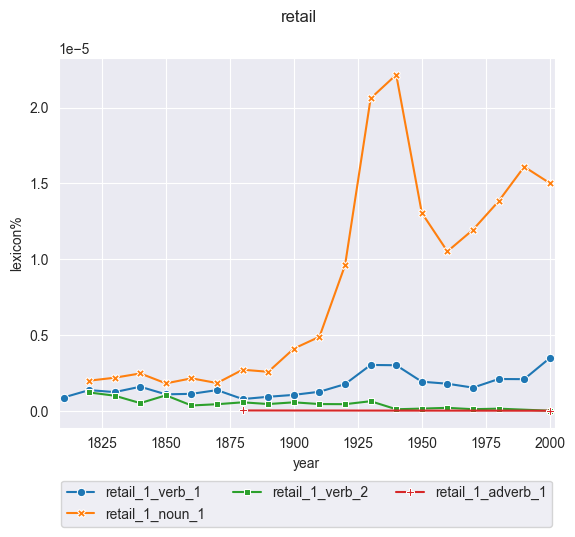 retail
1e−5
2.0
1.5
1.0
0.5
0.0
lexicon%
1825 1850 1875 1900 1925 1950 1975 2000
year
retail_1_verb_1 retail_1_verb_2 retail_1_adverb_1
retail_1_noun_1